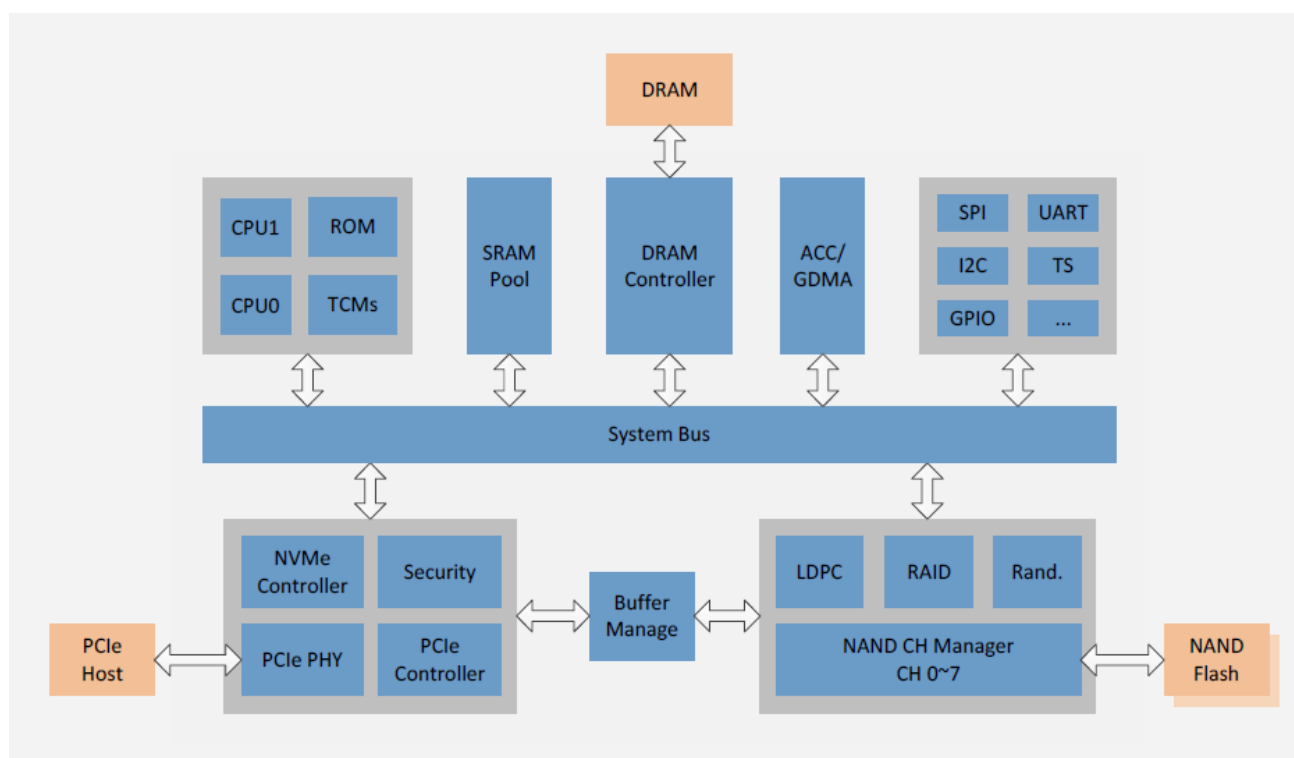 DRAM
CPU1
ROM
CPU0
TCMs
SRAM
Pool
DRAM
Controller
ACC/
GDMA
SPI
UART
I2C
TS
GPIO
...
System Bus
NVMe
Controller
Security
PCIe PHY
PCIe
Controller
Buffer
Manage
LDPC
RAID
Rand.
NAND CH Manager
CH 0~7
PCIe
Host
NAND
Flash